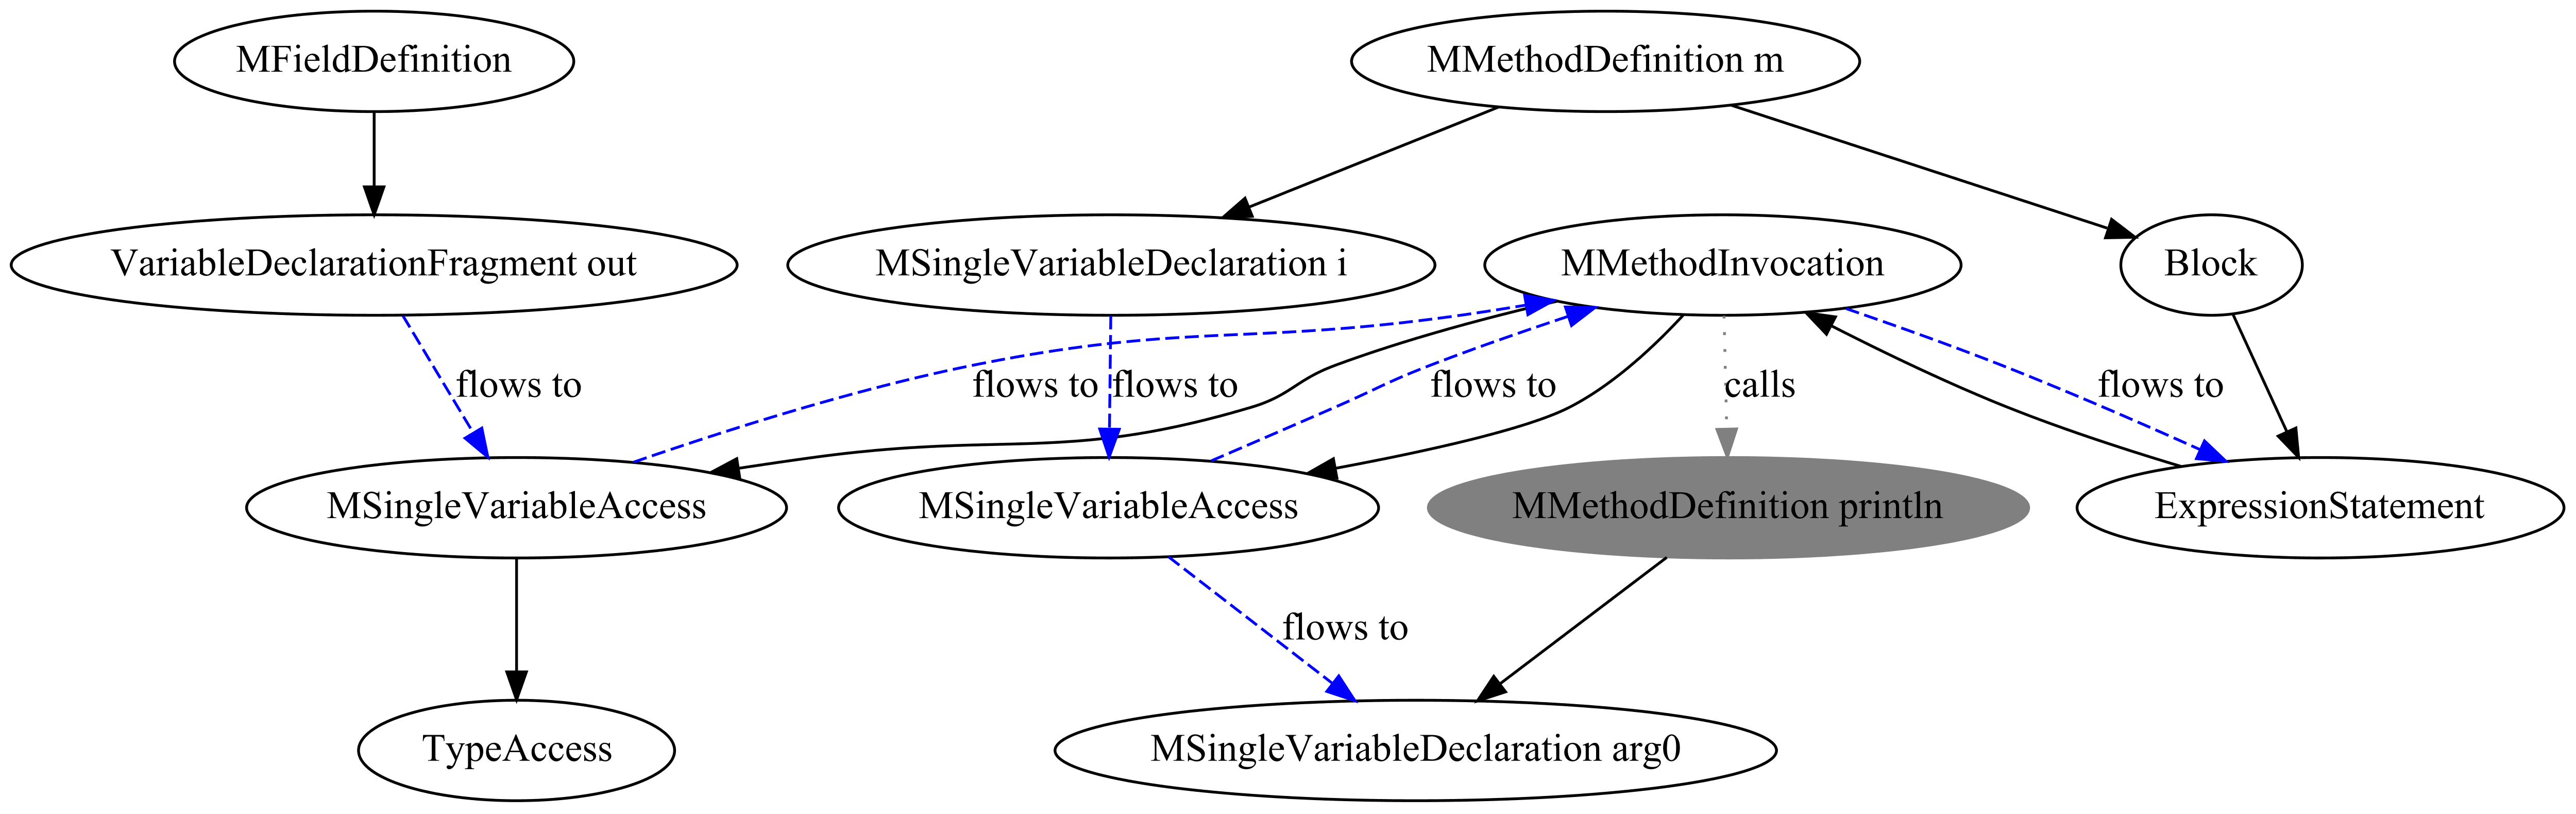 MFieldDefinition
MMethodDefinition m
VariableDeclarationFragment out
MSingleVariableDeclaration i
MMethodInvocation
Block
flows to
flows to
flows to
flows to
calls
flows to
MSingleVariableAccess
MSingleVariableAccess
MMethodDefinition println
ExpressionStatement
flows to
TypeAccess
MSingleVariableDeclaration arg0